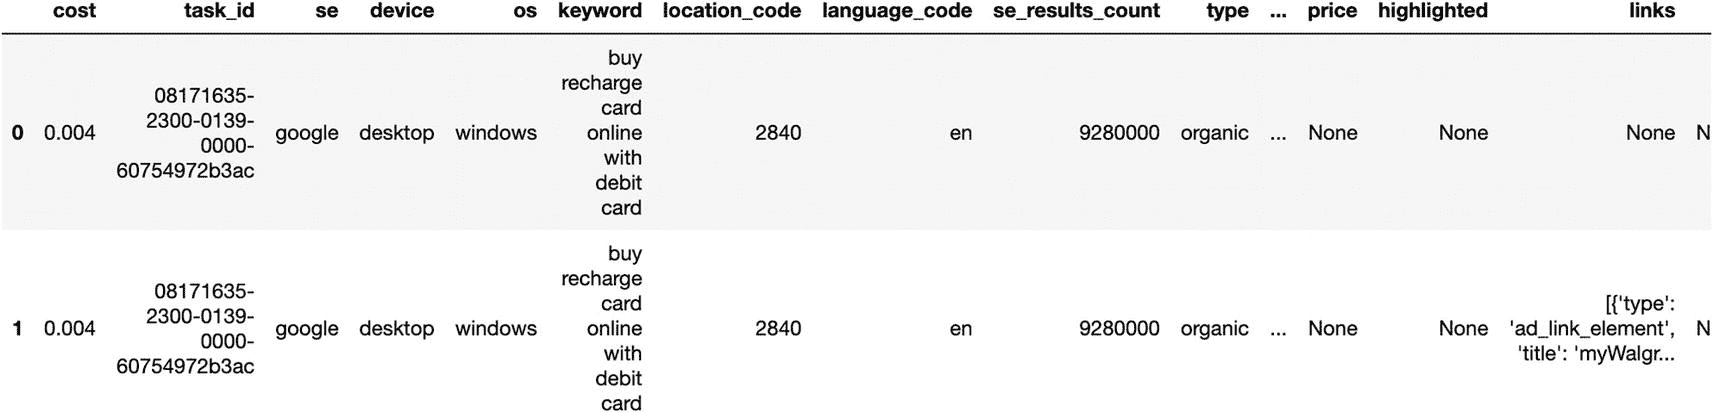 cost task_id se device os keyword location_code language_code se_results_count type ... price highlighted links
buy
recharge
08171635- card
0 0.004 2300-0139- google desktop windows online 2840 en 9280000 organic ... None None None N
0000- with
60754972b3ac debit
card
buy
recharge
08171635- card [{'type':
1 0.004 2300-0139- google desktop windows online 2840 en 9280000 organic ... None None 'ad_link_element', N
0000- with 'title': 'myWalgr...
60754972b3ac debit
card